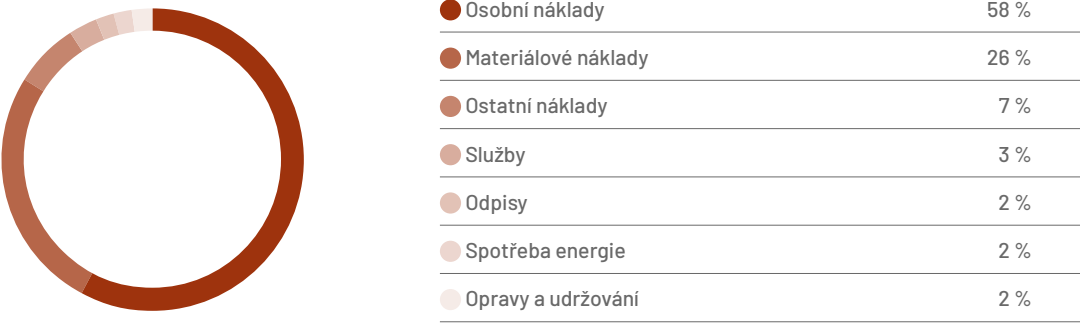 Osobní náklady 58 %
Materiálové náklady 26 %
Ostatní náklady 7 %
Služby 3 %
Odpisy 2 %
Spotřeba energie 2 %
Opravy a udržování 2 %